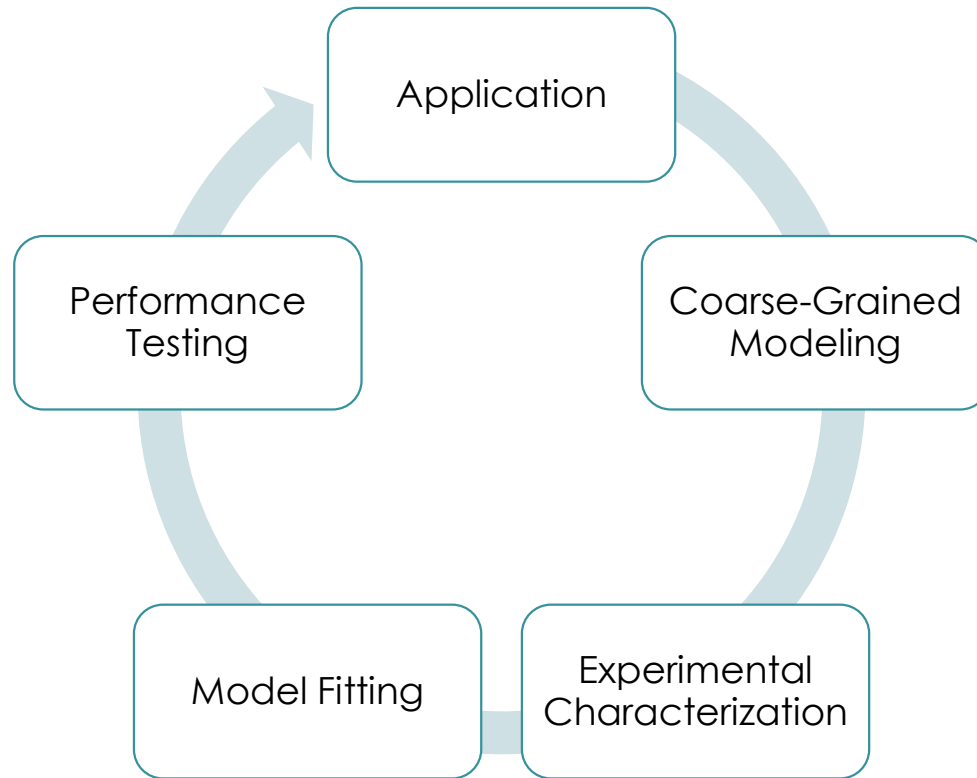 Application
Coarse-Grained
Modeling
Experimental
Characterization
Model Fitting
Performance
Testing